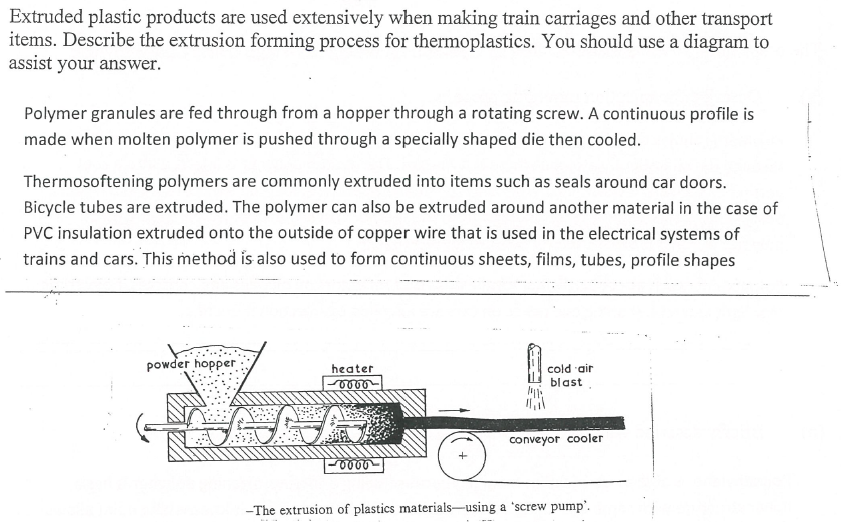 Extruded plastic products are used extensively when making train carriages and other transport
items. Describe the extrusion forming process for thermoplastics. You should use a diagram to
assist your answer.
Polymer granules are fed through from a hopper through a rotating screw. A continuous profile is
made when molten polymer is pushed through a specially shaped die then cooled.
Thermosoftening polymers are commonly extruded into items such as seals around car doors.
Bicycle tubes are extruded. The polymer can also be extruded around another material in the case of
PVC insulation extruded onto the outside of copper wire that is used in the electrical systems of
trains and cars. This method is also used to form continuous sheets, films, tubes, profile shapes
powder hopper
heater
cold air
blast
conveyor cooler
–The extrusion of plastics materials—using a 'screw pump'.